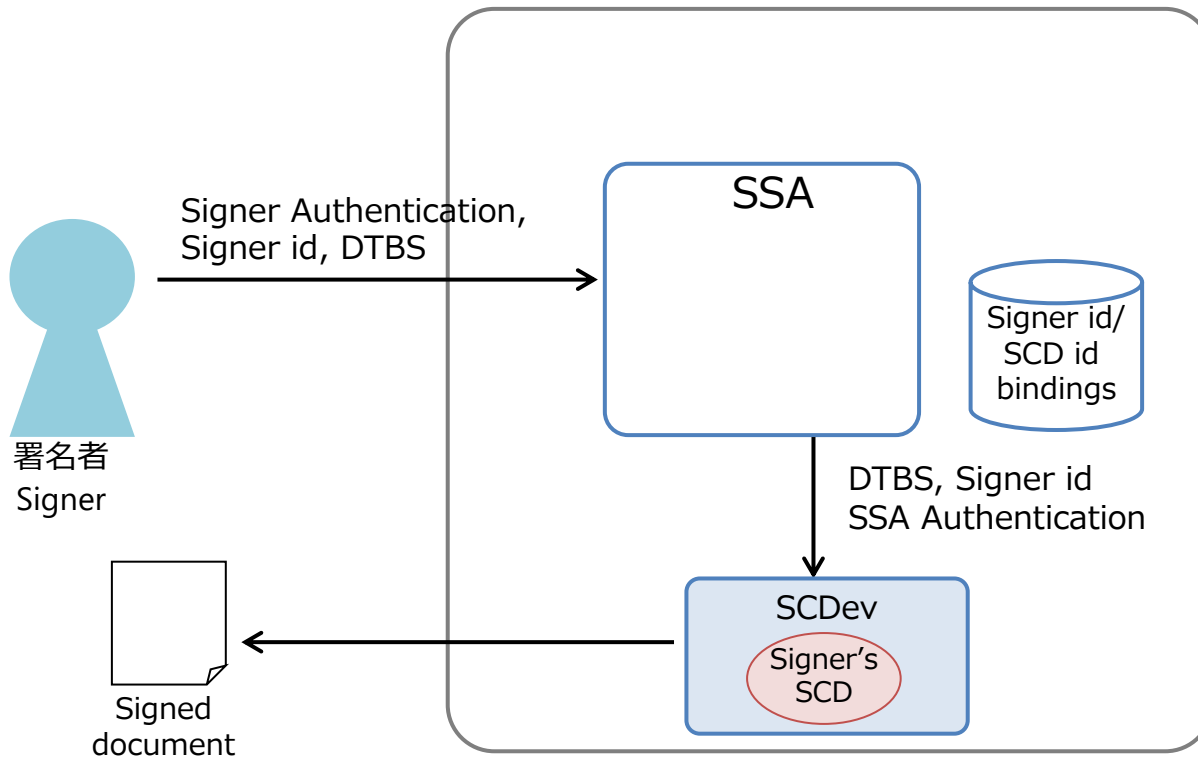 SSA
Signer Authentication,
Signer id, DTBS
Signer id/
SCD id
bindings
署名者
Signer
DTBS, Signer id
SSA Authentication
SCDev
Signer’s
SCD
Signed
document